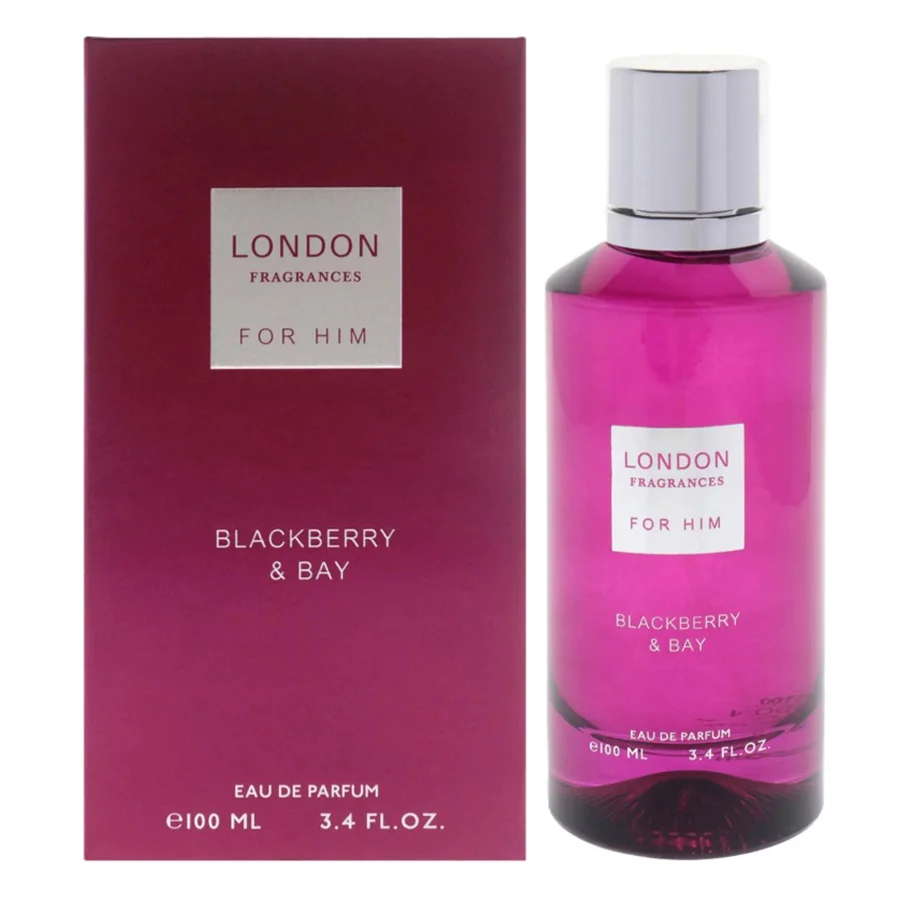 LONDON
FRAGRANCES
FOR HIM
BLACKBERRY
& BAY
EAU DE PARFUM
℮100 ML 3.4 FL.OZ.
LONDON
FRAGRANCES
FOR HIM
BLACKBERRY
& BAY
EAU DE PARFUM
℮100 ML 3.4 FL.OZ.